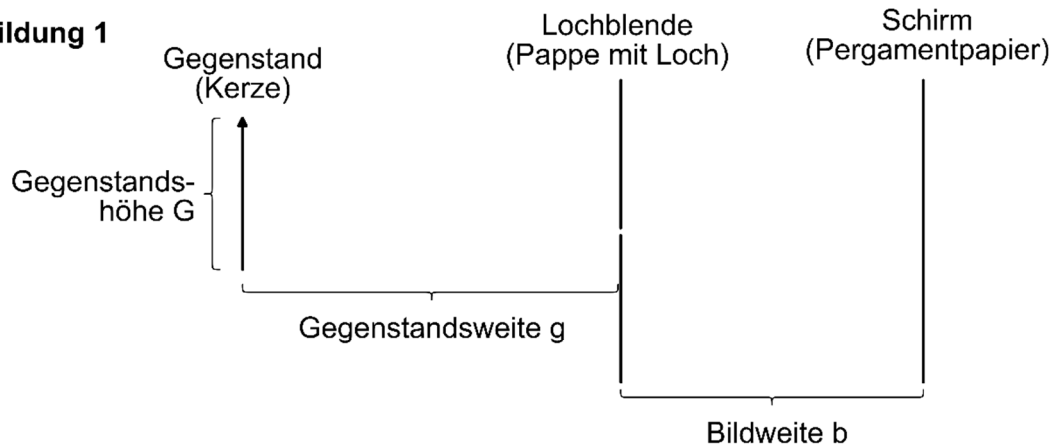 ildung 1
Gegenstand
(Kerze)
Lochblende
(Pappe mit Loch)
Schirm
(Pergamentpapier)
Gegenstands-
höhe G
Gegenstandsweite g
Bildweite b